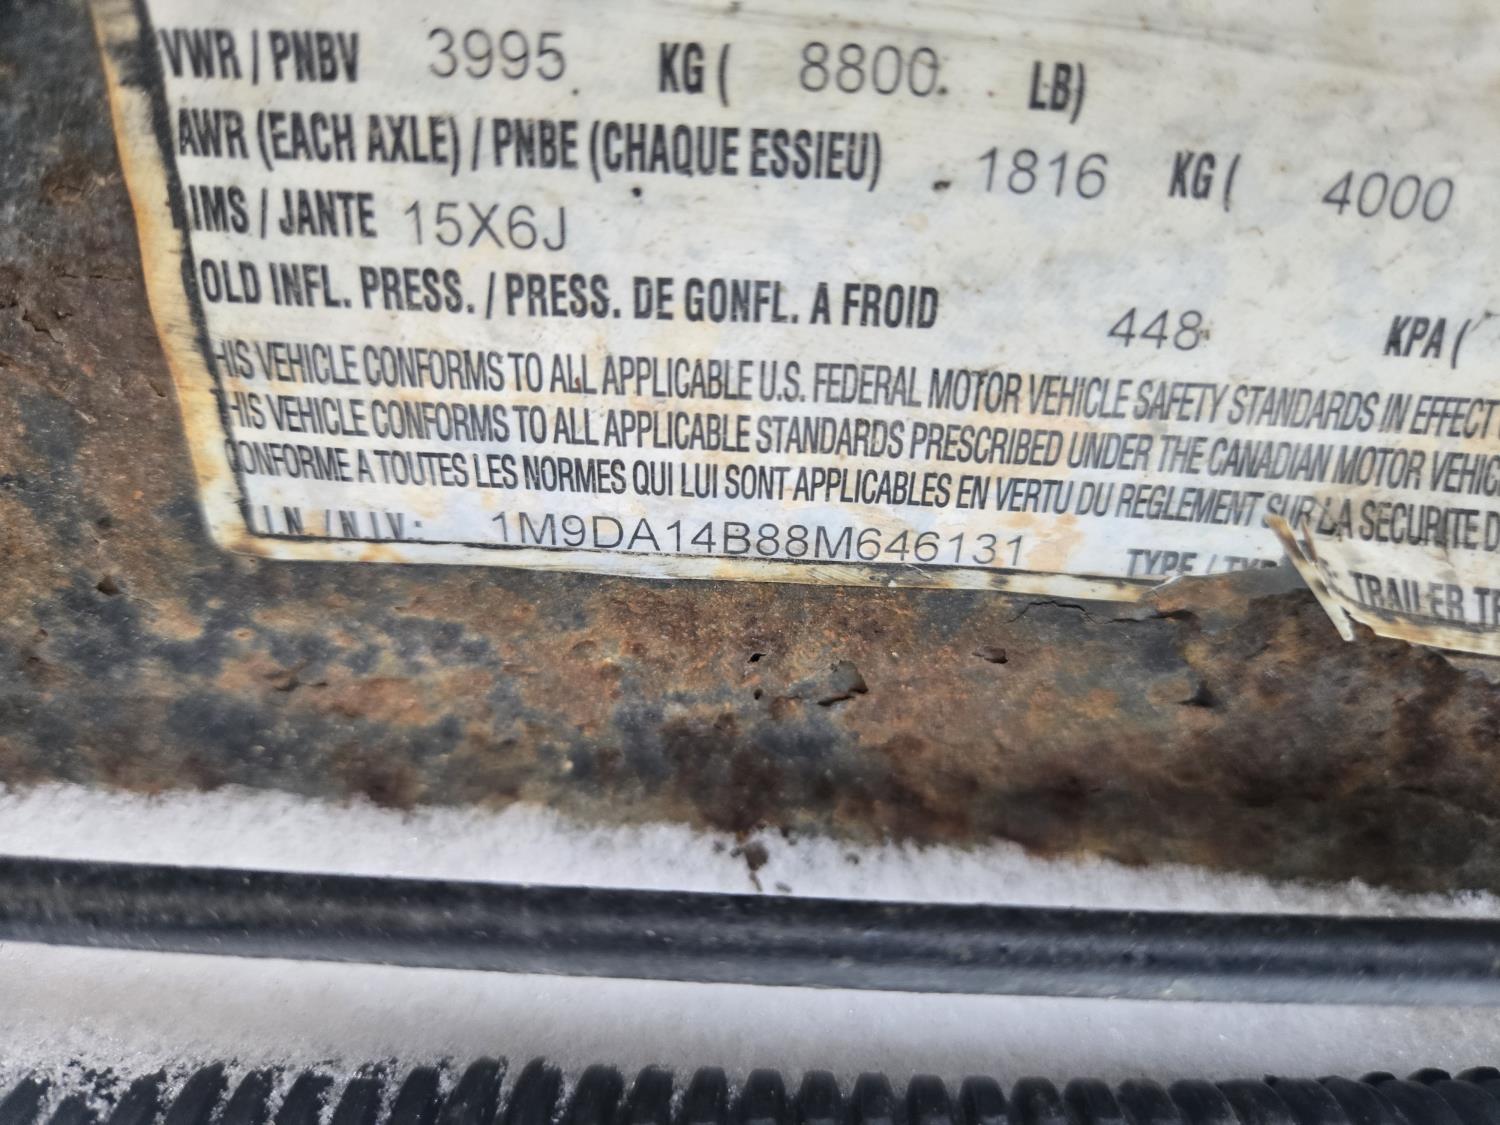 VWR / PNBV 3995 KG ( 8800 LB)
AWR (EACH AXLE) / PNBE (CHAQUE ESSIEU) 1816 KG ( 4000
IMS / JANTE 15X6J
OLD INFL. PRESS. / PRESS. DE GONFL. A FROID 448 KPA (
HIS VEHICLE CONFORMS TO ALL APPLICABLE U.S. FEDERAL MOTOR VEHICLE SAFETY STANDARDS IN EFFECT
HIS VEHICLE CONFORMS TO ALL APPLICABLE STANDARDS PRESCRIBED UNDER THE CANADIAN MOTOR VEHIC
ONFORME A TOUTES LES NORMES QUI LUI SONT APPLICABLES EN VERTU DU REGLEMENT SUR LA SECURITE D
V.I.N. / N.I.V.: 1M9DA14B88M646131 TYPE / TYP TRAILER TR